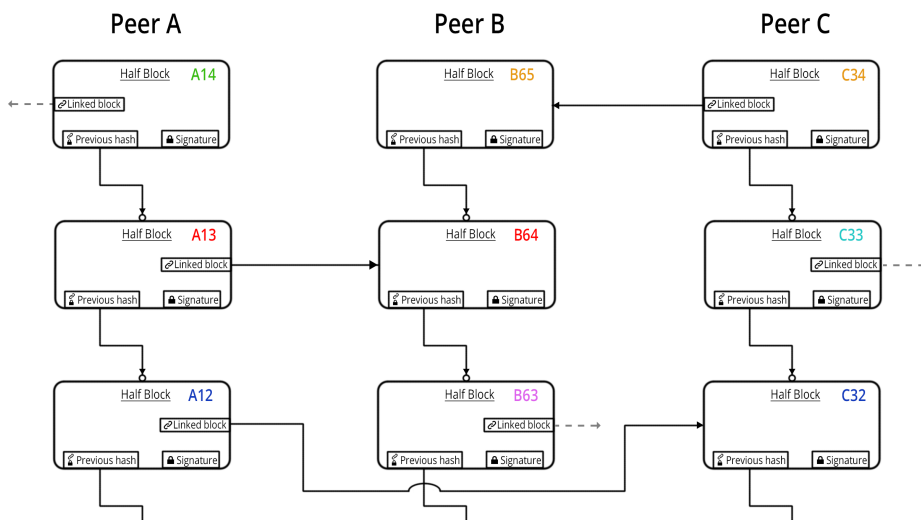 Peer A Peer B Peer C
Half Block A14
Linked block
Previous hash Signature
Half Block B65
Previous hash Signature
Half Block C34
Linked block
Previous hash Signature
Half Block A13
Linked block
Previous hash Signature
Half Block B64
Previous hash Signature
Half Block C33
Linked block
Previous hash Signature
Half Block A12
Linked block
Previous hash Signature
Half Block B63
Linked block
Previous hash Signature
Half Block C32
Previous hash Signature